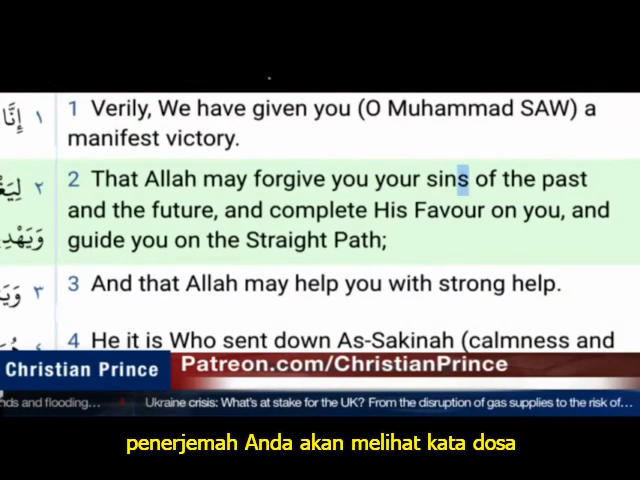 1 Verily, We have given you (O Muhammad SAW) a ١ إِنَّا
manifest victory.
2 That Allah may forgive you your sins of the past ٢
and the future, and complete His Favour on you, and
guide you on the Straight Path;
3 And that Allah may help you with strong help. ٣
4 He it is Who sent down As-Sakinah (calmness and
Christian Prince
Patreon.com/ChristianPrince
nds and flooding... Ukraine crisis: What's at stake for the UK? From the disruption of gas supplies to the risk of...
penerjemah Anda akan melihat kata dosa